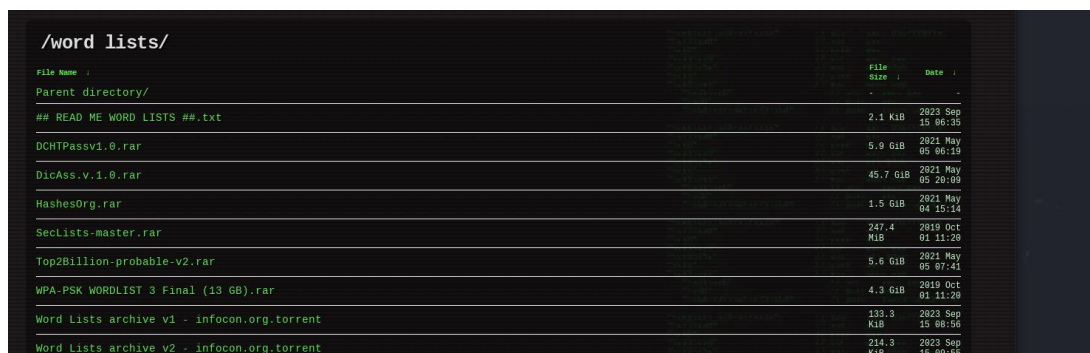 /word lists/
File Name ↓ File Size ↓ Date ↓
Parent directory/ - -
## READ ME WORD LISTS ##.txt 2.1 KiB 2023 Sep 15 06:35
DCHTPassv1.0.rar 5.9 GiB 2021 May 05 06:19
DicAss.v.1.0.rar 45.7 GiB 2021 May 05 20:09
HashesOrg.rar 1.5 GiB 2021 May 04 15:14
SecLists-master.rar 247.4 MiB 2019 Oct 01 11:20
Top2Billion-probable-v2.rar 5.6 GiB 2021 May 05 07:41
WPA-PSK WORDLIST 3 Final (13 GB).rar 4.3 GiB 2019 Oct 01 11:20
Word Lists archive v1 - infocon.org.torrent 133.3 KiB 2023 Sep 15 08:56
Word Lists archive v2 - infocon.org.torrent 214.3 KiB 2023 Sep